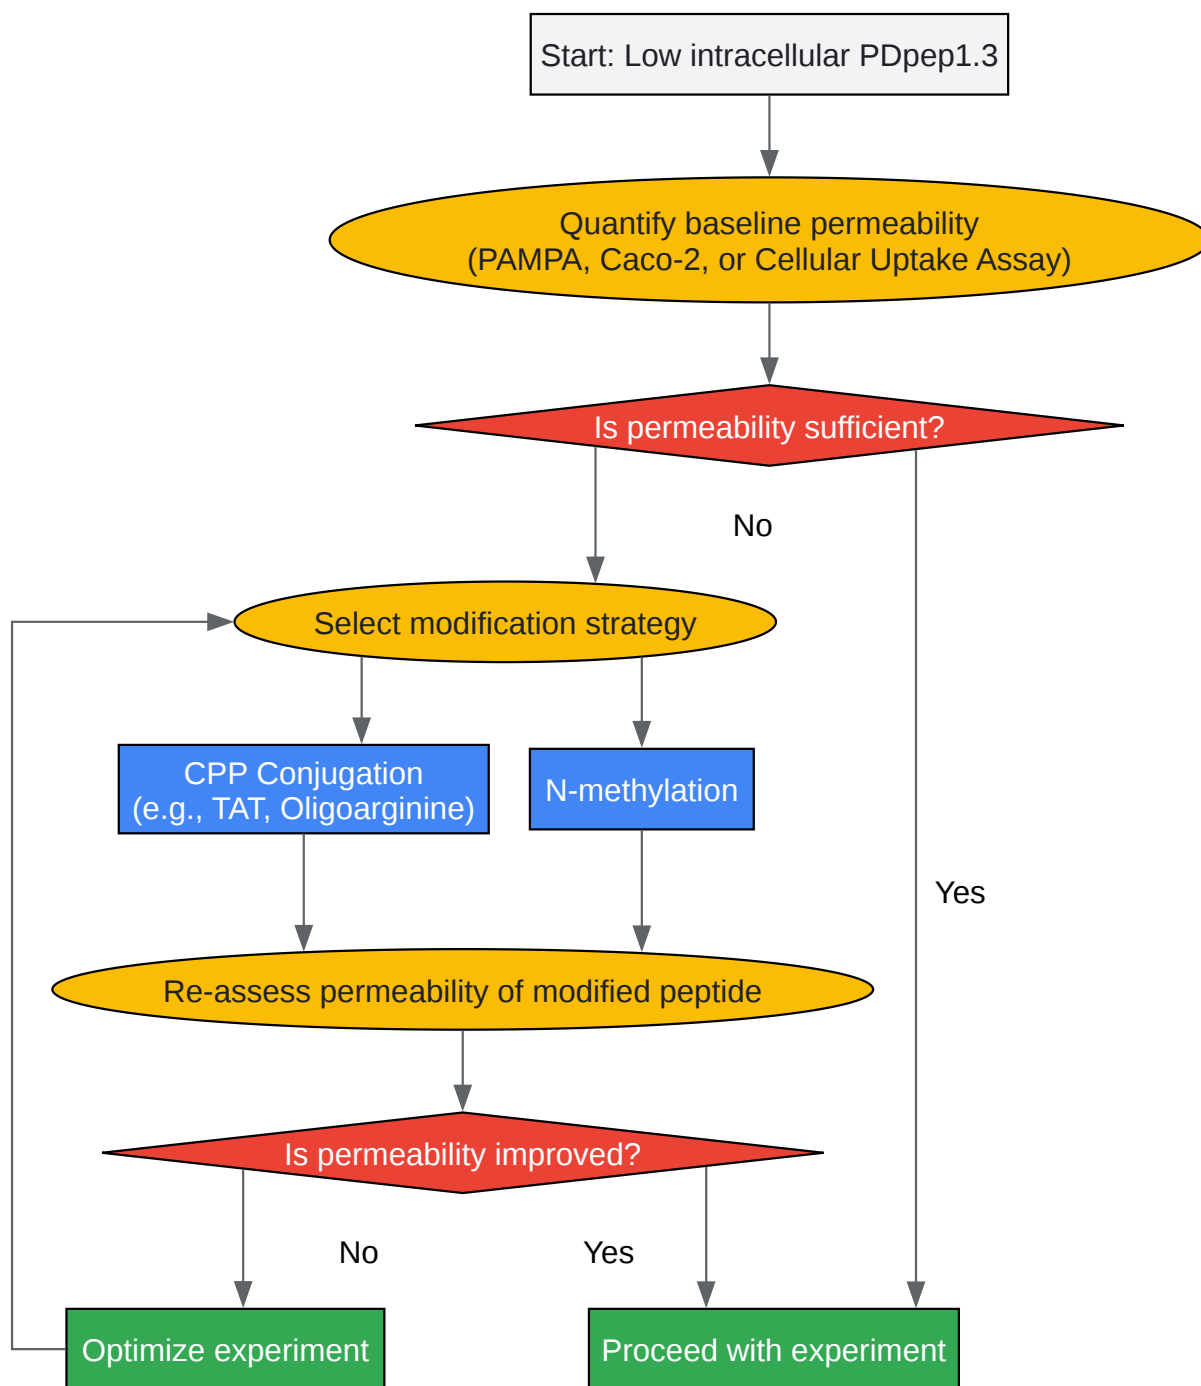 Start: Low intracellular PDpep1.3
Quantify baseline permeability
(PAMPA, Caco-2, or Cellular Uptake Assay)
Is permeability sufficient?
No
Select modification strategy
CPP Conjugation
(e.g., TAT, Oligoarginine)
N-methylation
Yes
Re-assess permeability of modified peptide
Is permeability improved?
No
Yes
Optimize experiment
Proceed with experiment